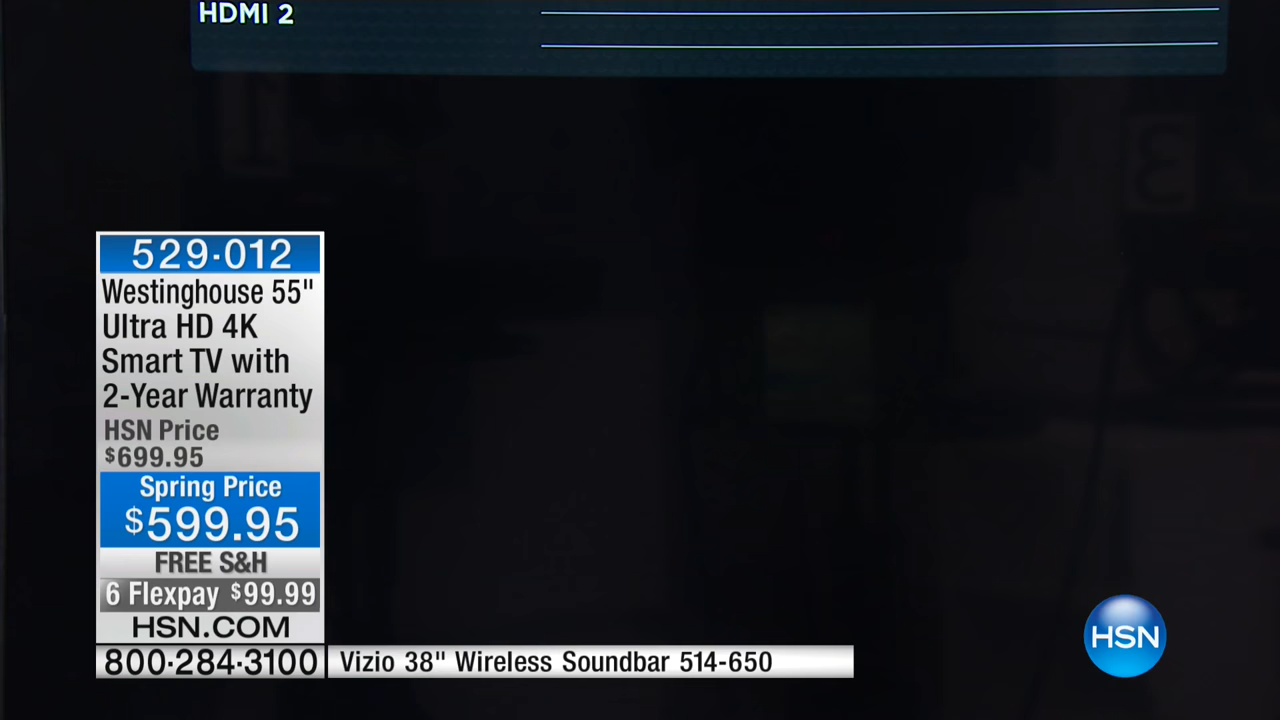 HDMI 2
529·012
Westinghouse 55"
Ultra HD 4K
Smart TV with
2-Year Warranty
HSN Price
$699.95
Spring Price
$599.95
FREE S&H
6 Flexpay $99.99
HSN.COM
800·284·3100
Vizio 38" Wireless Soundbar 514-650
HSN